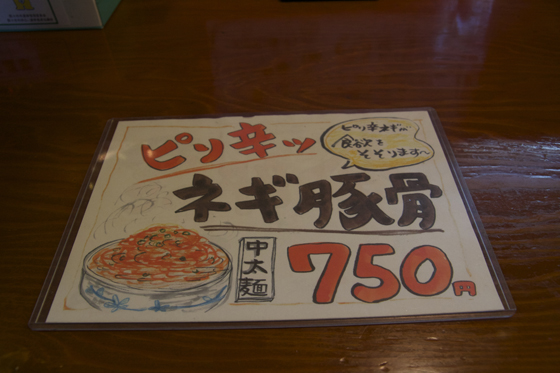 ピリ辛ッ
ピリ辛ネギが
食欲を
そそります～
ネギ豚骨
中太麺
750円